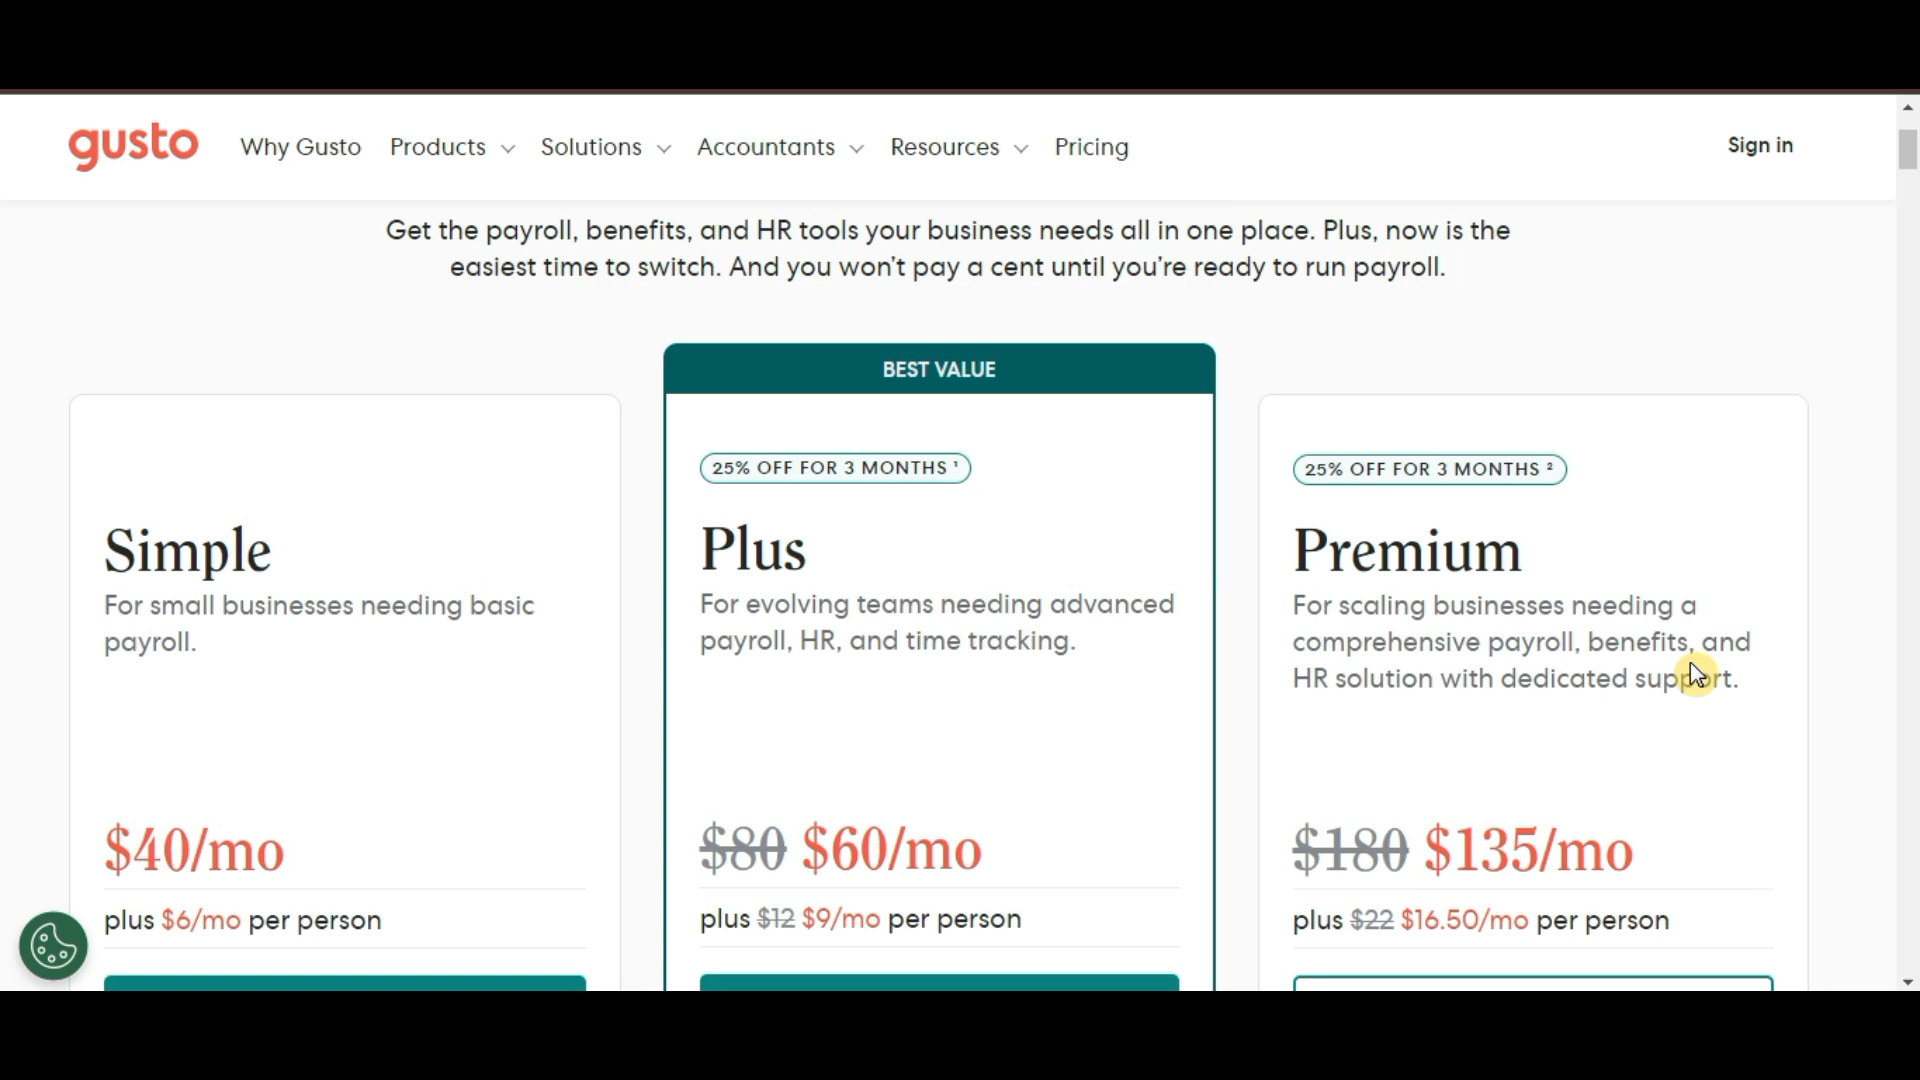 gusto
Why Gusto Products Solutions Accountants Resources Pricing Sign in
Get the payroll, benefits, and HR tools your business needs all in one place. Plus, now is the
easiest time to switch. And you won’t pay a cent until you’re ready to run payroll.
Simple
For small businesses needing basic
payroll.
$40/mo
plus $6/mo per person
BEST VALUE
25% OFF FOR 3 MONTHS ¹
Plus
For evolving teams needing advanced
payroll, HR, and time tracking.
$80 $60/mo
plus $12 $9/mo per person
25% OFF FOR 3 MONTHS ²
Premium
For scaling businesses needing a
comprehensive payroll, benefits, and
HR solution with dedicated support.
$180 $135/mo
plus $22 $16.50/mo per person